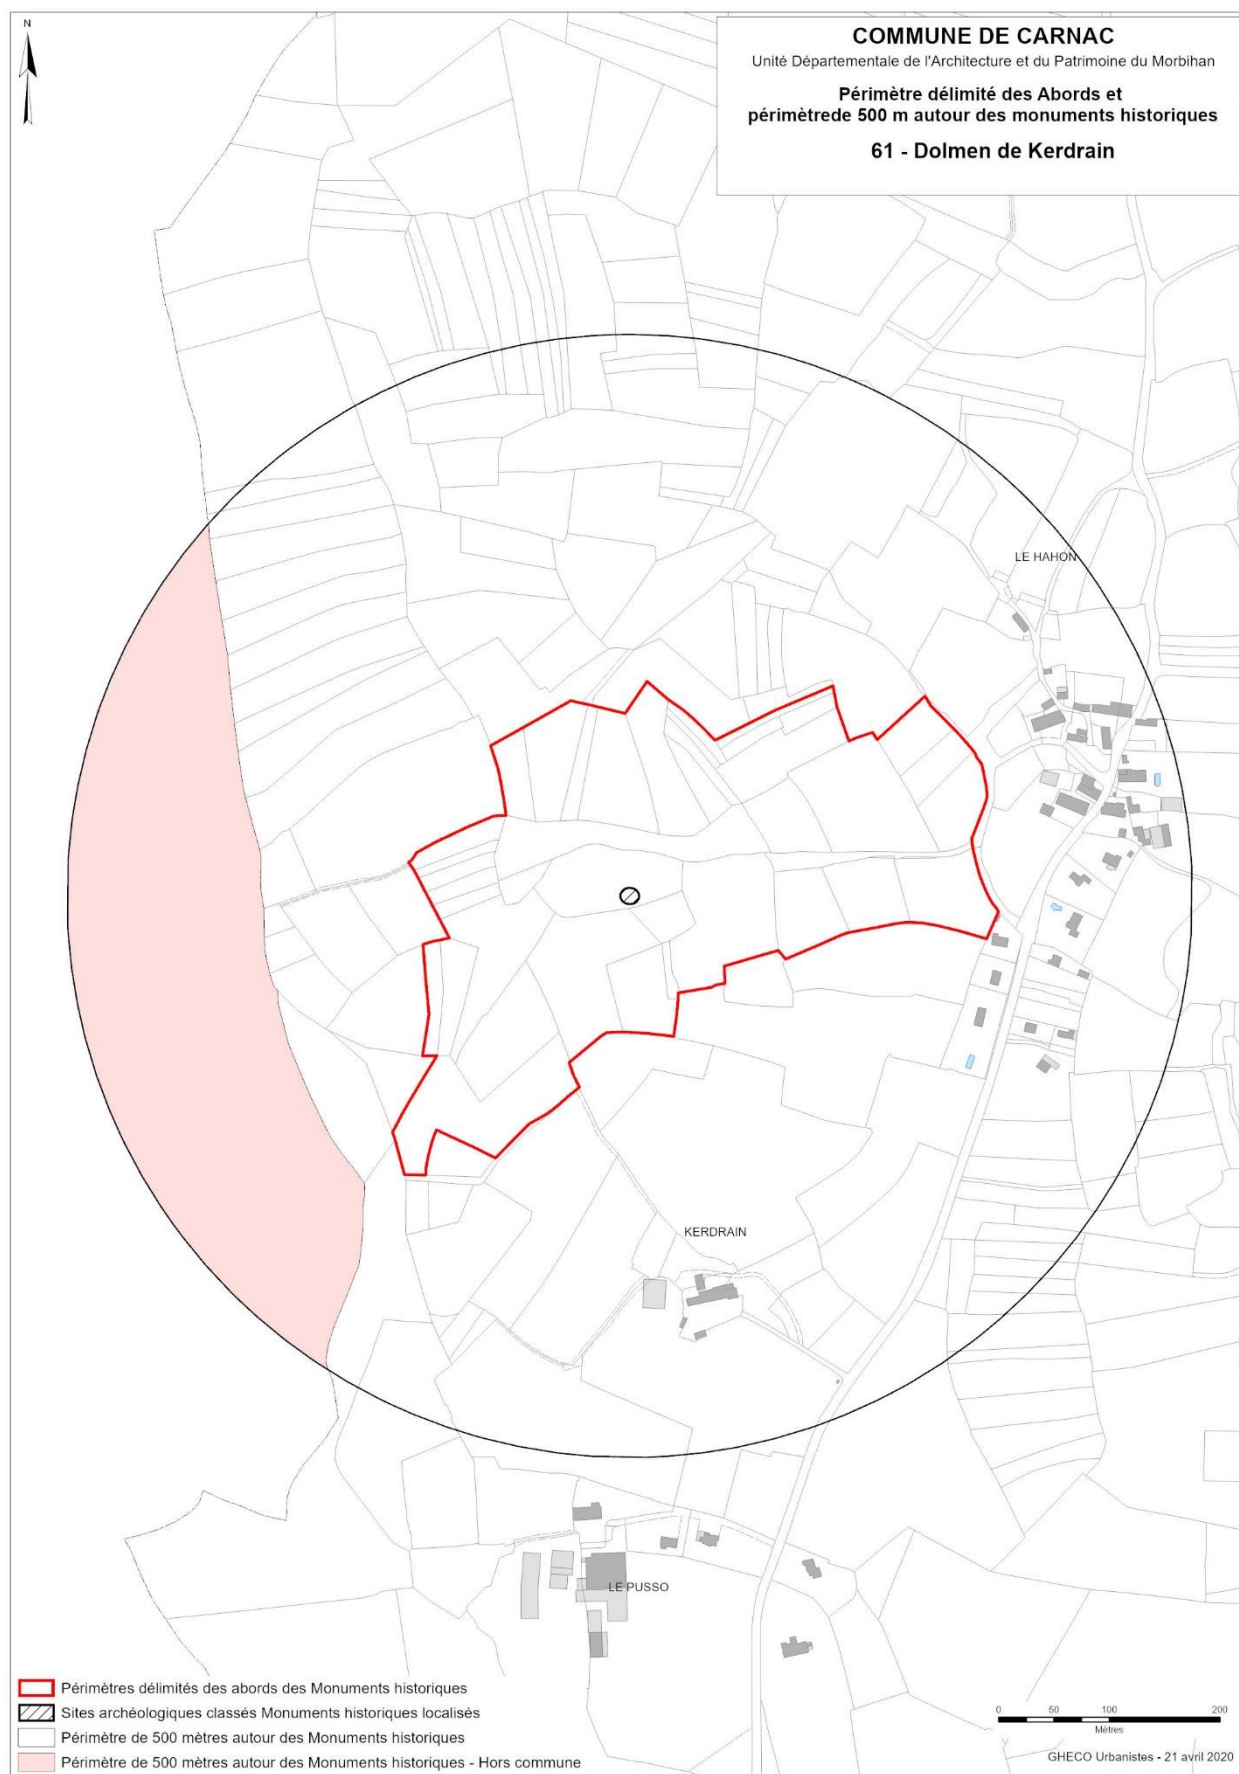 N
COMMUNE DE CARNAC
Unité Départementale de l'Architecture et du Patrimoine du Morbihan
Périmètre délimité des Abords et
périmètrede 500 m autour des monuments historiques
61 - Dolmen de Kerdrain
LE HAHON
KERDRAIN
LE PUSSO
Périmètres délimités des abords des Monuments historiques
Sites archéologiques classés Monuments historiques localisés
Périmètre de 500 mètres autour des Monuments historiques
Périmètre de 500 mètres autour des Monuments historiques - Hors commune
0 50 100 200
Mètres
GHECO Urbanistes - 21 avril 2020